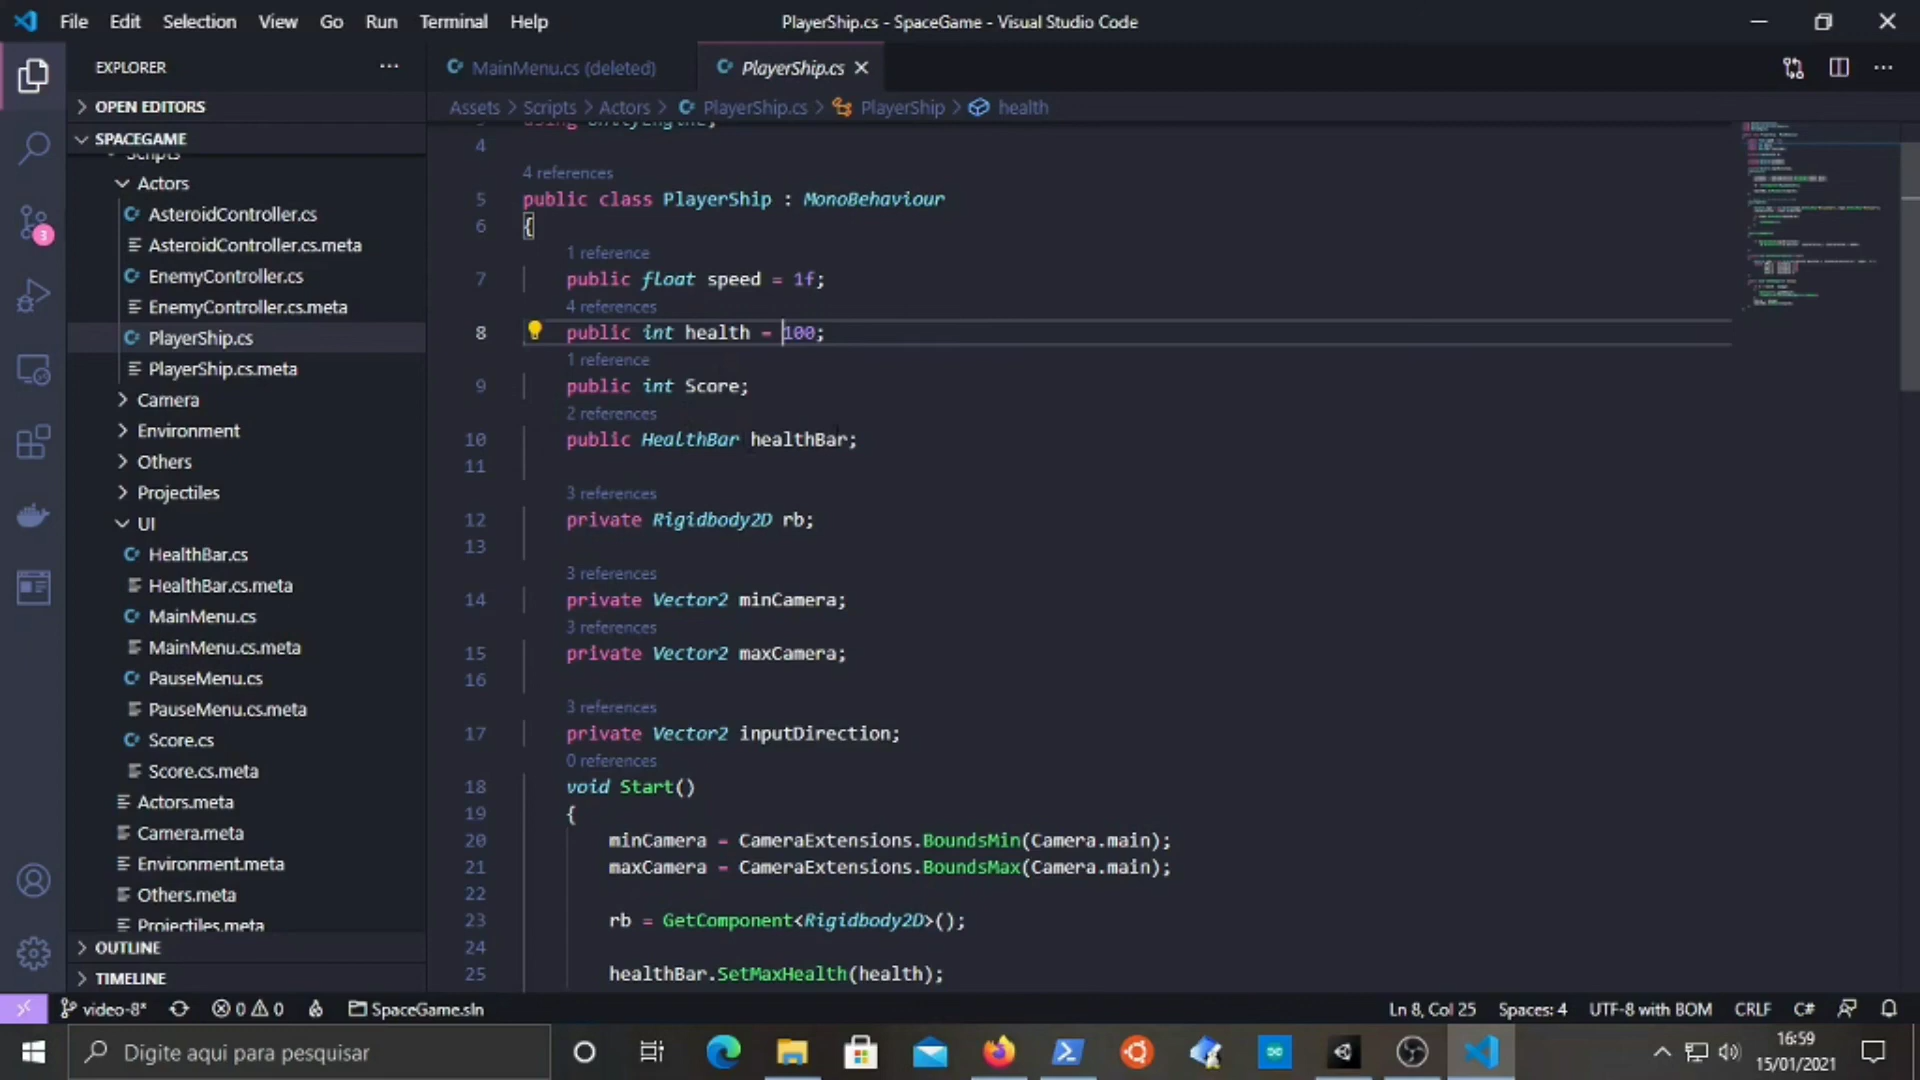 File Edit Selection View Go Run Terminal Help
PlayerShip.cs - SpaceGame - Visual Studio Code
EXPLORER
OPEN EDITORS
SPACEGAME
Scripts
Actors
AsteroidController.cs
AsteroidController.cs.meta
EnemyController.cs
EnemyController.cs.meta
PlayerShip.cs
PlayerShip.cs.meta
Camera
Environment
Others
Projectiles
UI
HealthBar.cs
HealthBar.cs.meta
MainMenu.cs
MainMenu.cs.meta
PauseMenu.cs
PauseMenu.cs.meta
Score.cs
Score.cs.meta
Actors.meta
Camera.meta
Environment.meta
Others.meta
Projectiles.meta
OUTLINE
TIMELINE
3
MainMenu.cs (deleted)
PlayerShip.cs
Assets > Scripts > Actors > PlayerShip.cs > PlayerShip > health
3 using UnityEngine;
4
4 references
5 public class PlayerShip : MonoBehaviour
6 {
1 reference
7 public float speed = 1f;
4 references
8 public int health = 100;
1 reference
9 public int Score;
2 references
10 public HealthBar healthBar;
11
3 references
12 private Rigidbody2D rb;
13
3 references
14 private Vector2 minCamera;
3 references
15 private Vector2 maxCamera;
16
3 references
17 private Vector2 inputDirection;
0 references
18 void Start()
19 {
20 minCamera = CameraExtensions.BoundsMin(Camera.main);
21 maxCamera = CameraExtensions.BoundsMax(Camera.main);
22
23 rb = GetComponent<Rigidbody2D>();
24
25 healthBar.SetMaxHealth(health);
video-8* 0 0 SpaceGame.sln
Ln 8, Col 25 Spaces: 4 UTF-8 with BOM CRLF C#
Digite aqui para pesquisar
16:59
15/01/2021